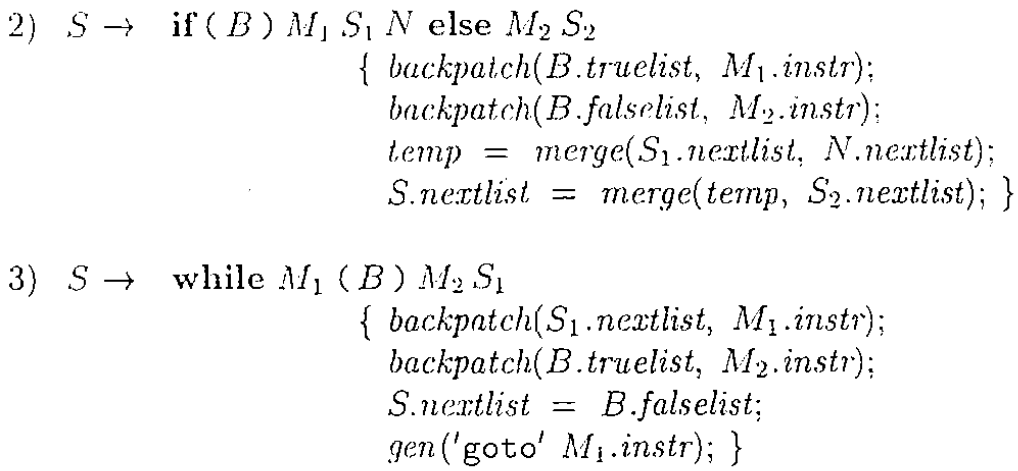 2) S → if ( B ) M₁ S₁ N else M₂ S₂
{ backpatch(B.truelist, M₁.instr);
backpatch(B.falselist, M₂.instr);
temp = merge(S₁.nextlist, N.nextlist);
S.nextlist = merge(temp, S₂.nextlist); }
3) S → while M₁ ( B ) M₂ S₁
{ backpatch(S₁.nextlist, M₁.instr);
backpatch(B.truelist, M₂.instr);
S.nextlist = B.falselist;
gen('goto' M₁.instr); }